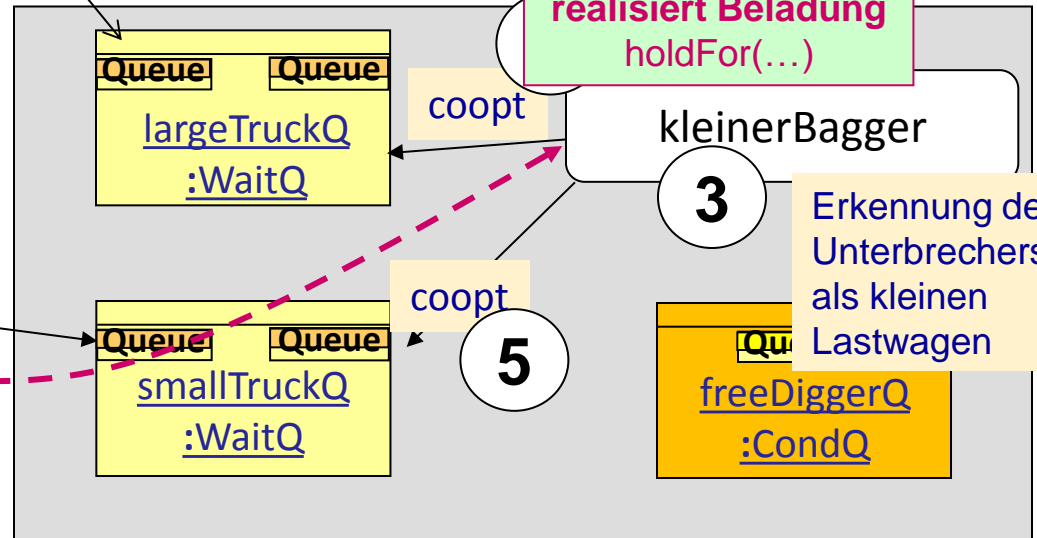 realisiert Beladung
holdFor(…)
Queue Queue
largeTruckQ
:WaitQ
coopt
kleinerBagger
3
Erkennung de
Unterbrechers
als kleinen
Lastwagen
coopt
5
Queue Queue
smallTruckQ
:WaitQ
Qu
freeDiggerQ
:CondQ